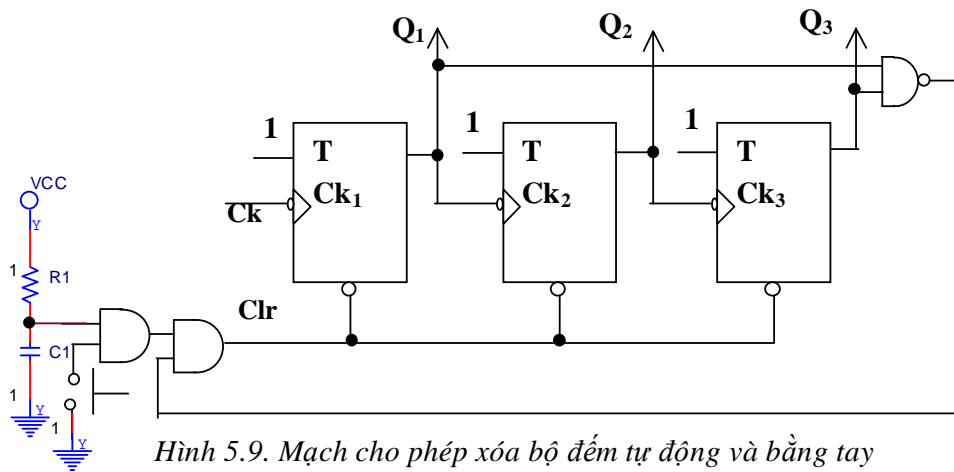 Q1
Q2
Q3
1
T
1
T
1
T
Ck
Ck1
Ck2
Ck3
VCC
Y
1
R1
Clr
C1
1
Y
1
Y
Hình 5.9. Mạch cho phép xóa bộ đếm tự động và bằng tay